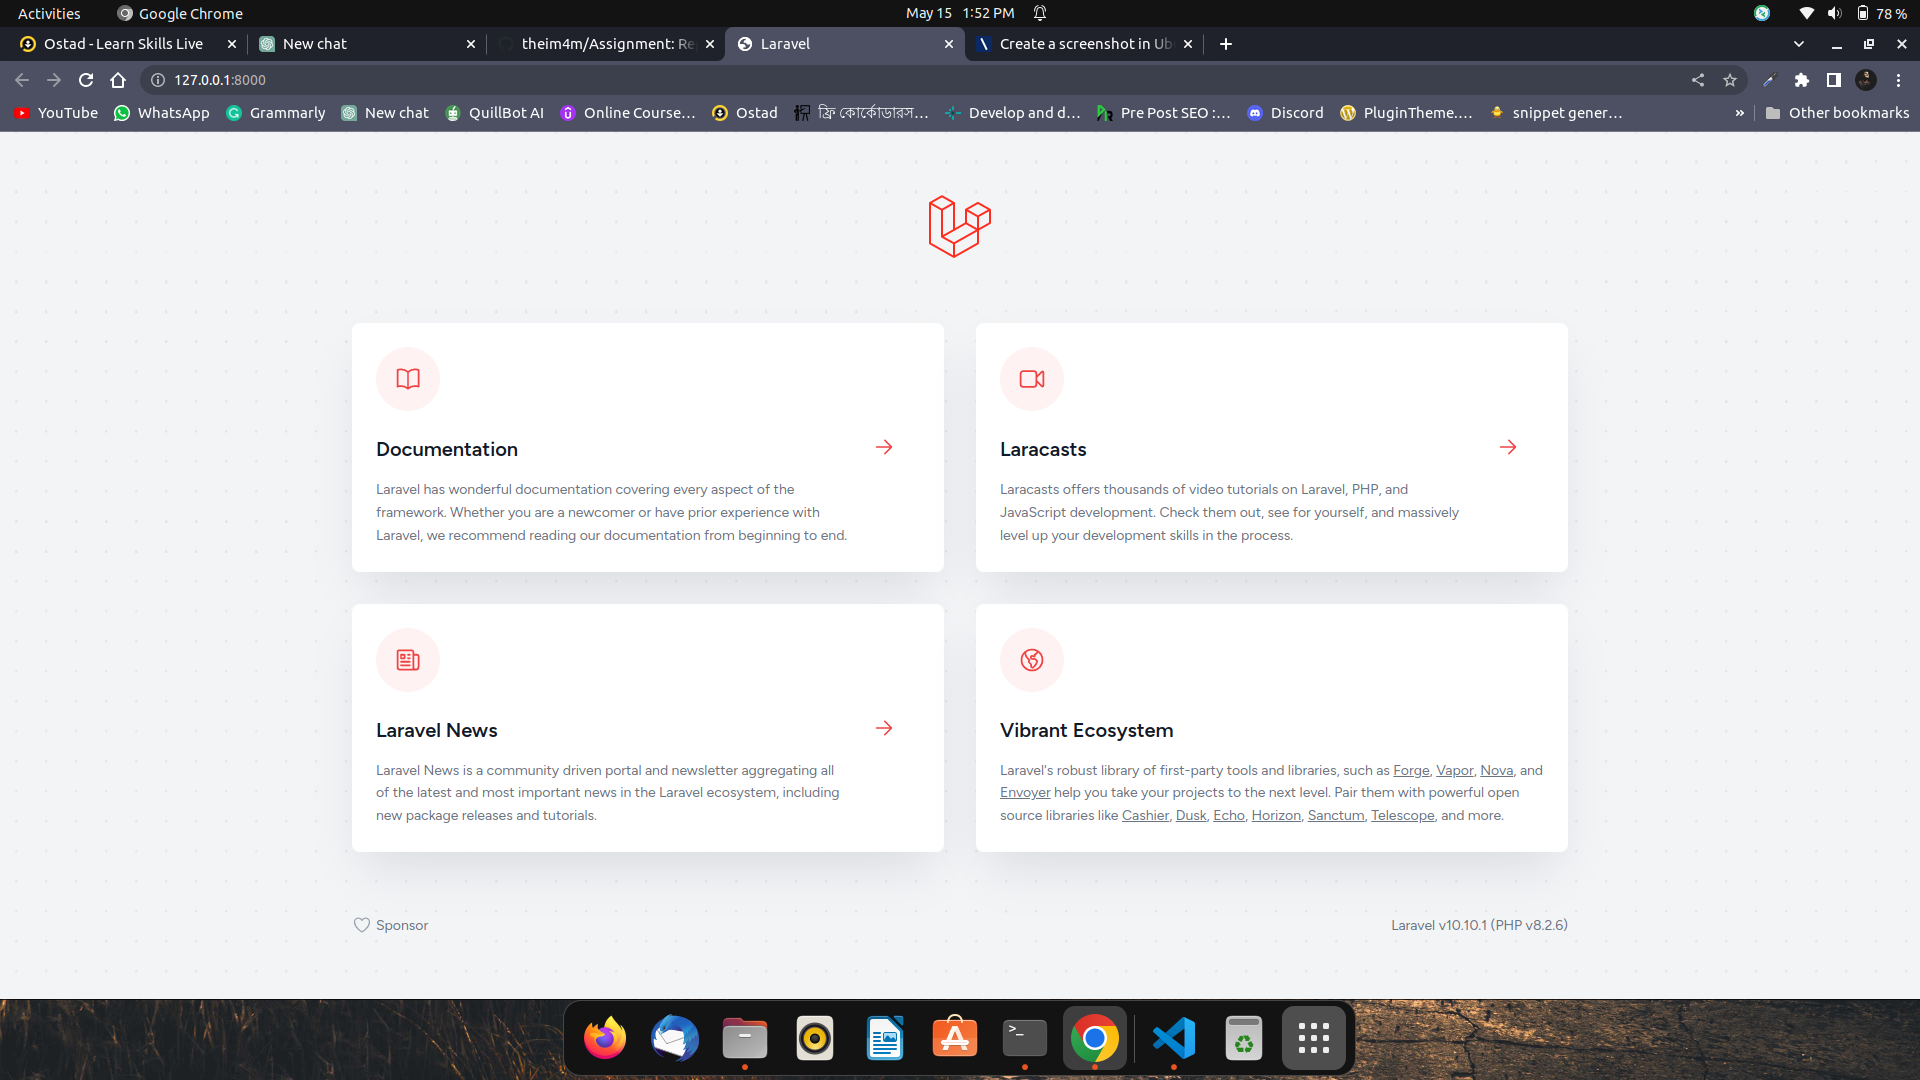 Activities Google Chrome May 15 1:52 PM 78 %
Ostad - Learn Skills Live New chat theim4m/Assignment: Re Laravel Create a screenshot in Ub
127.0.0.1:8000
YouTube WhatsApp Grammarly New chat QuillBot AI Online Course... Ostad ফ্রি কোর্কোডারস... Develop and d... Pre Post SEO :... Discord PluginTheme.... snippet gener... » Other bookmarks
Documentation
Laravel has wonderful documentation covering every aspect of the
framework. Whether you are a newcomer or have prior experience with
Laravel, we recommend reading our documentation from beginning to end.
Laracasts
Laracasts offers thousands of video tutorials on Laravel, PHP, and
JavaScript development. Check them out, see for yourself, and massively
level up your development skills in the process.
Laravel News
Laravel News is a community driven portal and newsletter aggregating all
of the latest and most important news in the Laravel ecosystem, including
new package releases and tutorials.
Vibrant Ecosystem
Laravel's robust library of first-party tools and libraries, such as Forge, Vapor, Nova, and
Envoyer help you take your projects to the next level. Pair them with powerful open
source libraries like Cashier, Dusk, Echo, Horizon, Sanctum, Telescope, and more.
Sponsor
Laravel v10.10.1 (PHP v8.2.6)